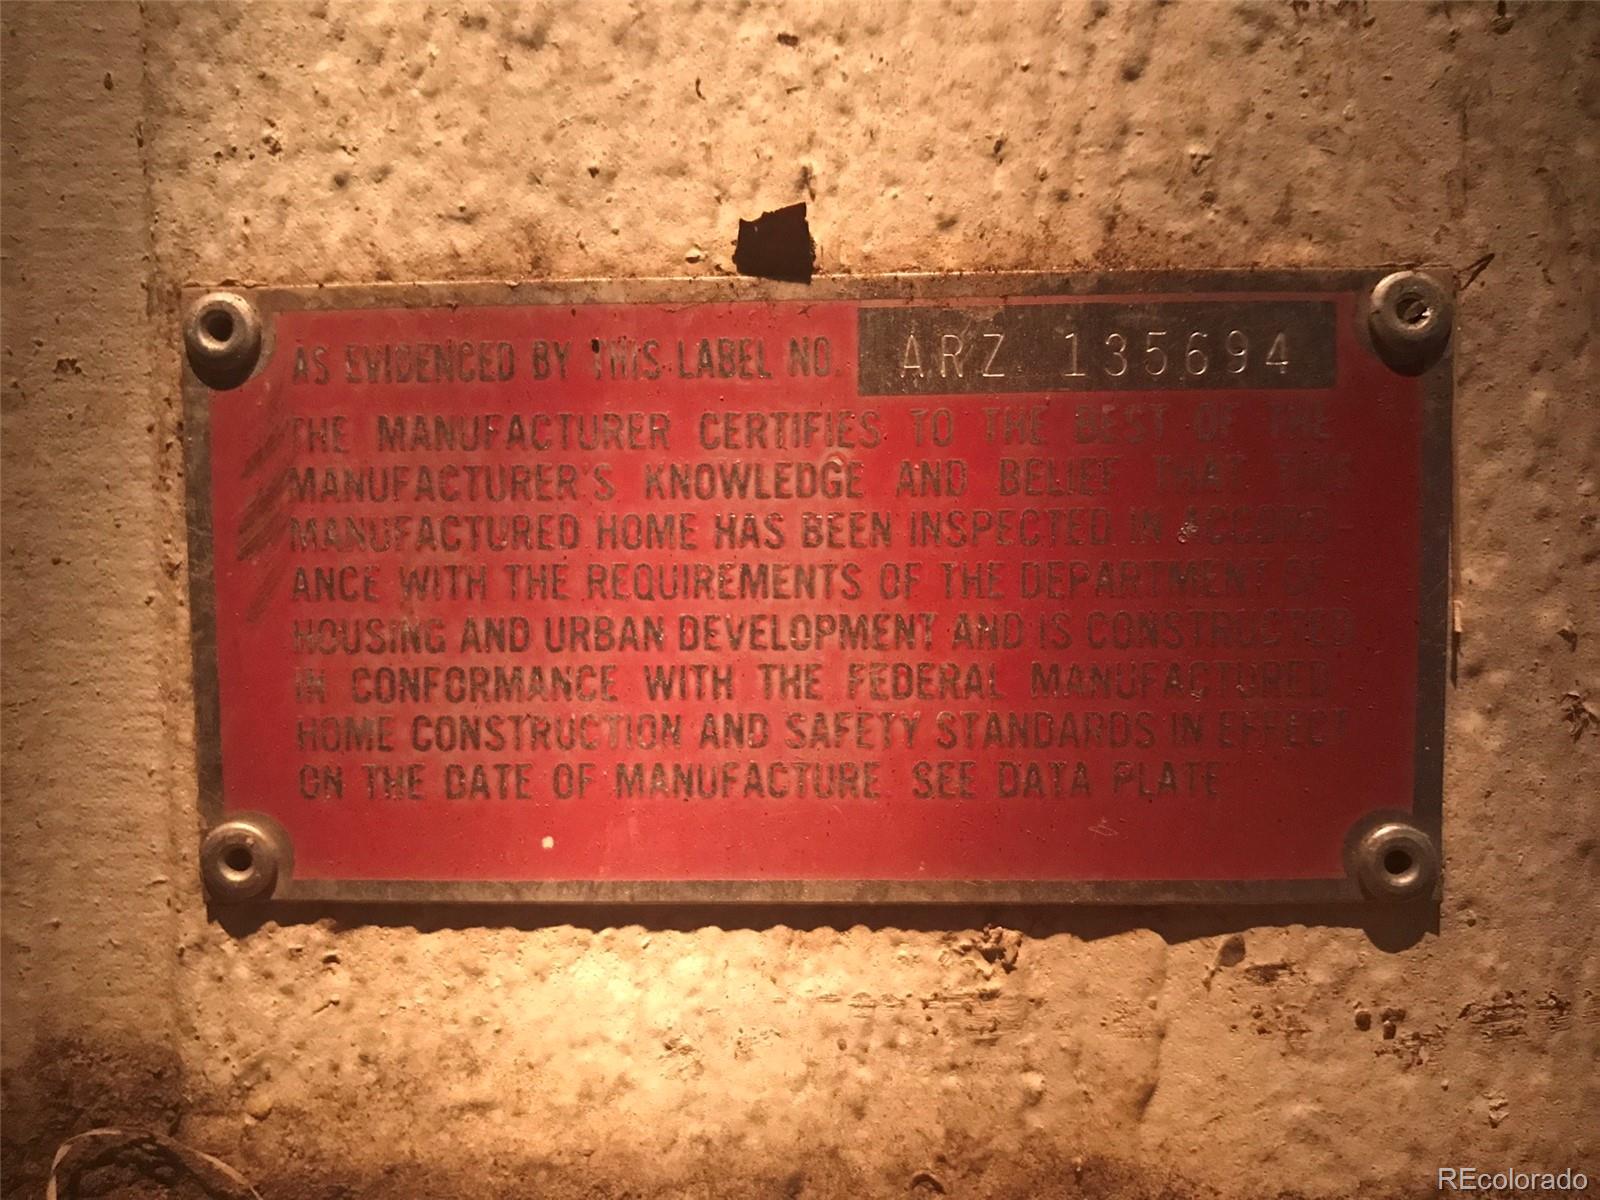 AS EVIDENCED BY THIS LABEL NO. ARZ 135694
THE MANUFACTURER CERTIFIES TO THE BEST OF THE
MANUFACTURER'S KNOWLEDGE AND BELIEF THAT THIS
MANUFACTURED HOME HAS BEEN INSPECTED IN ACCORD-
ANCE WITH THE REQUIREMENTS OF THE DEPARTMENT OF
HOUSING AND URBAN DEVELOPMENT AND IS CONSTRUCTED
IN CONFORMANCE WITH THE FEDERAL MANUFACTURED
HOME CONSTRUCTION AND SAFETY STANDARDS IN EFFECT
ON THE DATE OF MANUFACTURE. SEE DATA PLATE
REcolorado